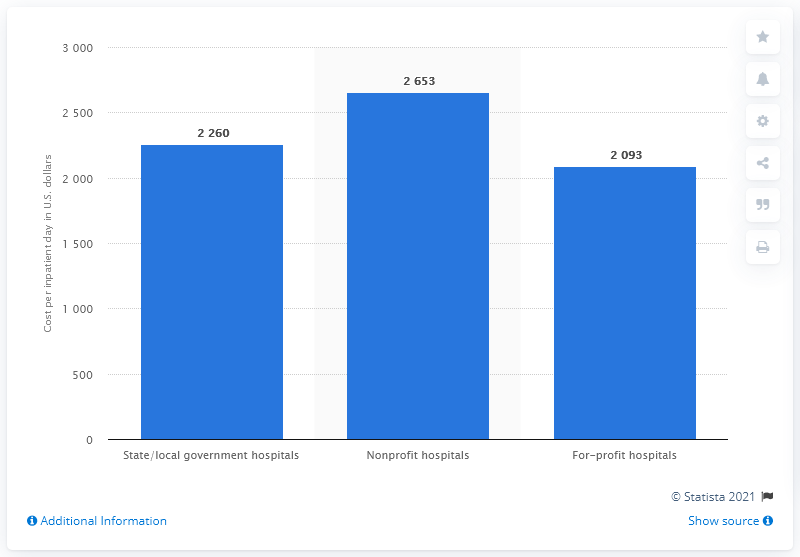 3 000
2 500
2 000
1 500
1 000
500
0
Cost per inpatient day in U.S. dollars
2 260
2 653
2 093
State/local government hospitals
Nonprofit hospitals
For-profit hospitals
© Statista 2021
Additional Information
Show source